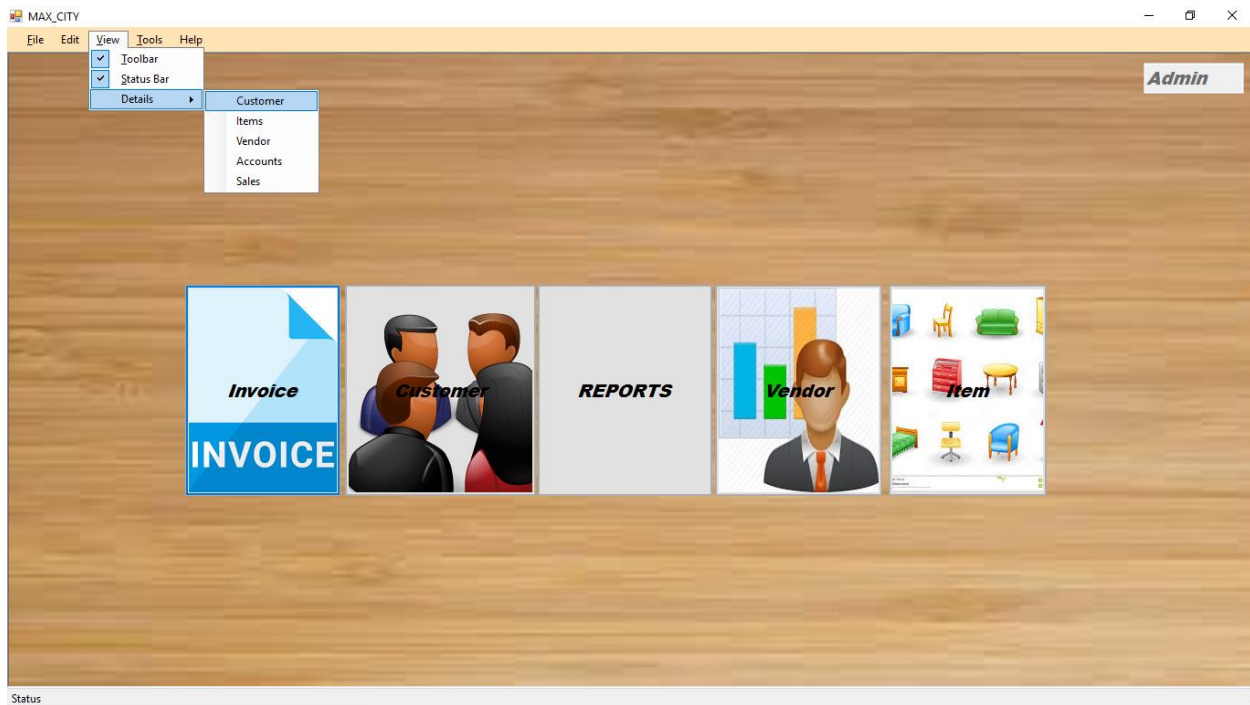 MAX_CITY
File Edit View Tools Help
Toolbar
Status Bar
Details
Customer
Items
Vendor
Accounts
Sales
Admin
Invoice
INVOICE
Customer
REPORTS
Vendor
Item
Status